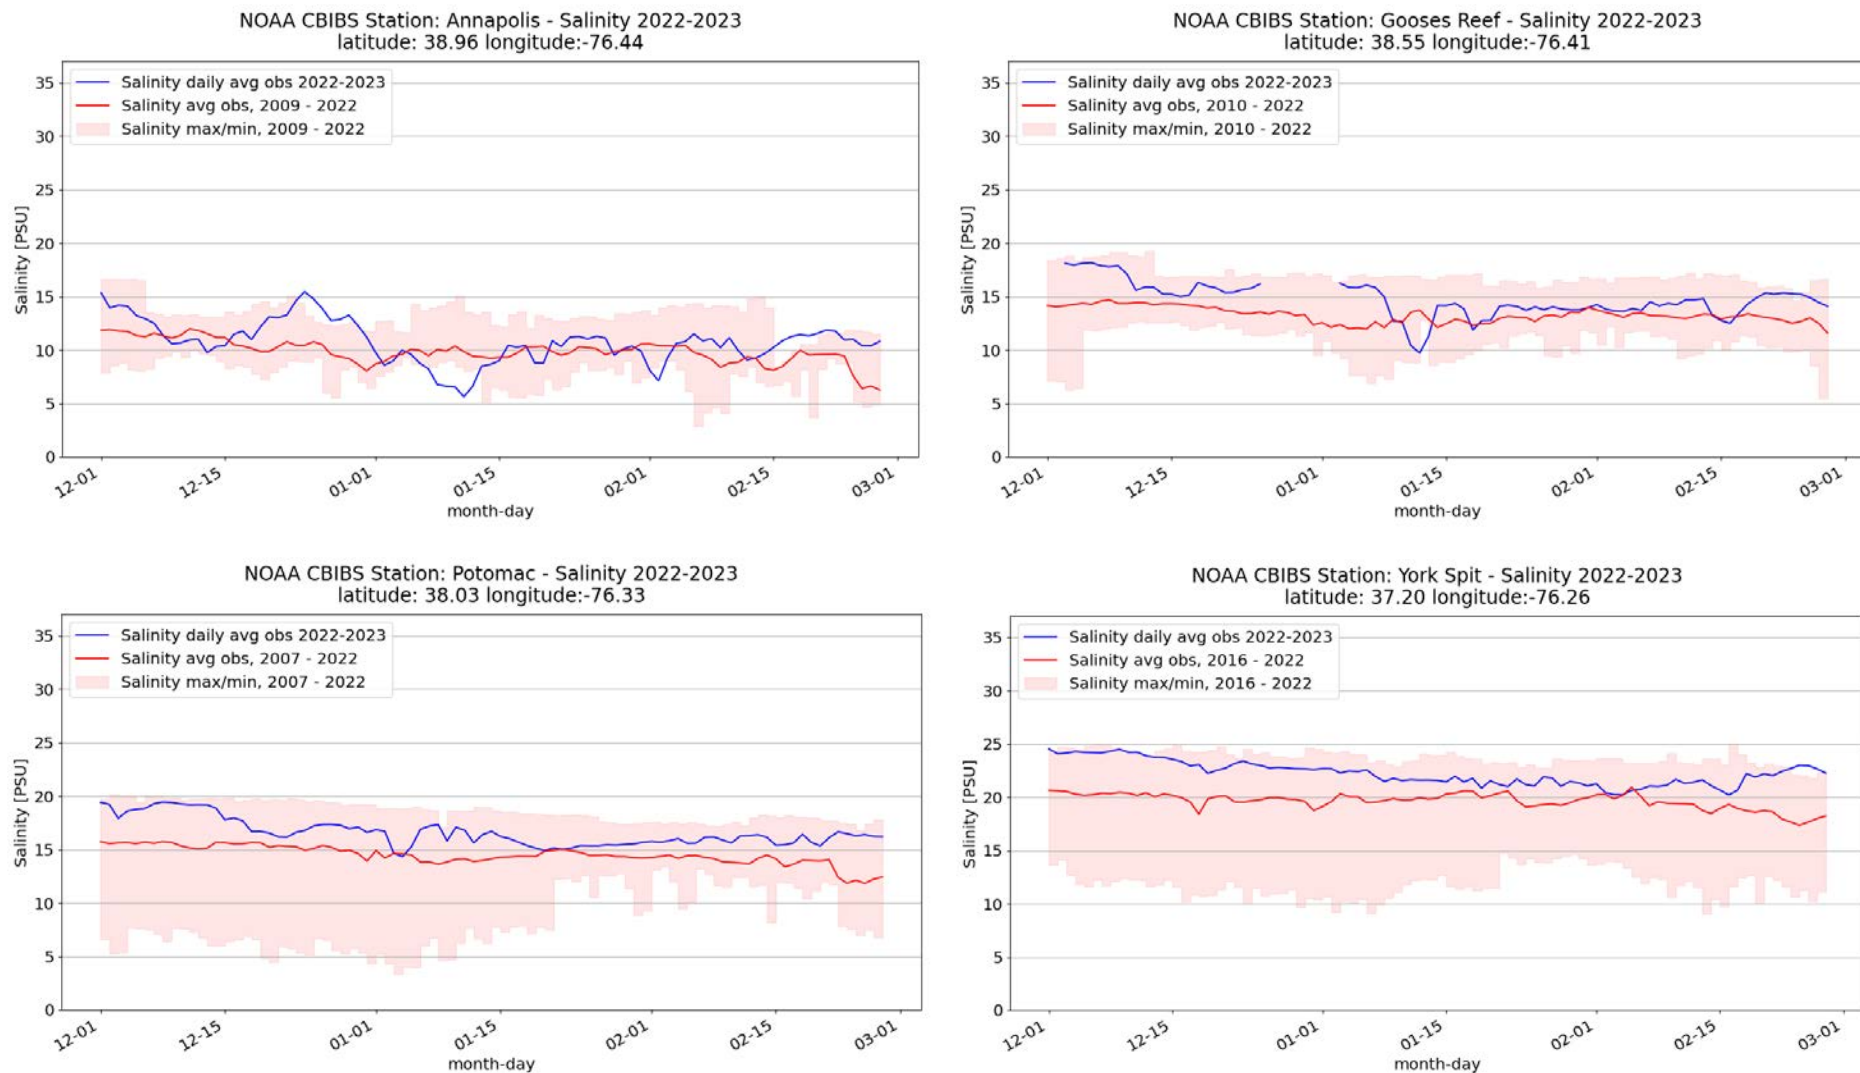 NOAA CBIBS Station: Annapolis - Salinity 2022-2023
latitude: 38.96 longitude:-76.44
Salinity daily avg obs 2022-2023
Salinity avg obs, 2009 - 2022
Salinity max/min, 2009 - 2022
Salinity [PSU]
35
30
25
20
15
10
5
0
12-01
12-15
01-01
01-15
02-01
02-15
03-01
month-day
NOAA CBIBS Station: Gooses Reef - Salinity 2022-2023
latitude: 38.55 longitude:-76.41
Salinity daily avg obs 2022-2023
Salinity avg obs, 2010 - 2022
Salinity max/min, 2010 - 2022
Salinity [PSU]
35
30
25
20
15
10
5
0
12-01
12-15
01-01
01-15
02-01
02-15
03-01
month-day
NOAA CBIBS Station: Potomac - Salinity 2022-2023
latitude: 38.03 longitude:-76.33
Salinity daily avg obs 2022-2023
Salinity avg obs, 2007 - 2022
Salinity max/min, 2007 - 2022
Salinity [PSU]
35
30
25
20
15
10
5
0
12-01
12-15
01-01
01-15
02-01
02-15
03-01
month-day
NOAA CBIBS Station: York Spit - Salinity 2022-2023
latitude: 37.20 longitude:-76.26
Salinity daily avg obs 2022-2023
Salinity avg obs, 2016 - 2022
Salinity max/min, 2016 - 2022
Salinity [PSU]
35
30
25
20
15
10
5
0
12-01
12-15
01-01
01-15
02-01
02-15
03-01
month-day